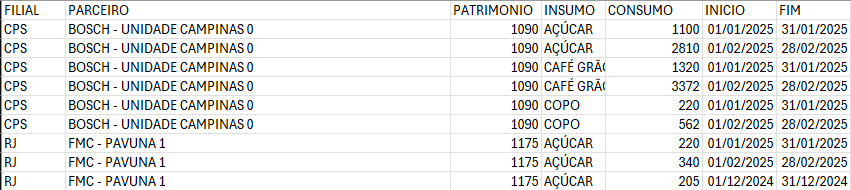 FILIAL PARCEIRO PATRIMONIO INSUMO CONSUMO INICIO FIM
CPS BOSCH - UNIDADE CAMPINAS 0 1090 AÇÚCAR 1100 01/01/2025 31/01/2025
CPS BOSCH - UNIDADE CAMPINAS 0 1090 AÇÚCAR 2810 01/02/2025 28/02/2025
CPS BOSCH - UNIDADE CAMPINAS 0 1090 CAFÉ GRÃO 1320 01/01/2025 31/01/2025
CPS BOSCH - UNIDADE CAMPINAS 0 1090 CAFÉ GRÃO 3372 01/02/2025 28/02/2025
CPS BOSCH - UNIDADE CAMPINAS 0 1090 COPO 220 01/01/2025 31/01/2025
CPS BOSCH - UNIDADE CAMPINAS 0 1090 COPO 562 01/02/2025 28/02/2025
RJ FMC - PAVUNA 1 1175 AÇÚCAR 220 01/01/2025 31/01/2025
RJ FMC - PAVUNA 1 1175 AÇÚCAR 340 01/02/2025 28/02/2025
RJ FMC - PAVUNA 1 1175 AÇÚCAR 205 01/12/2024 31/12/2024